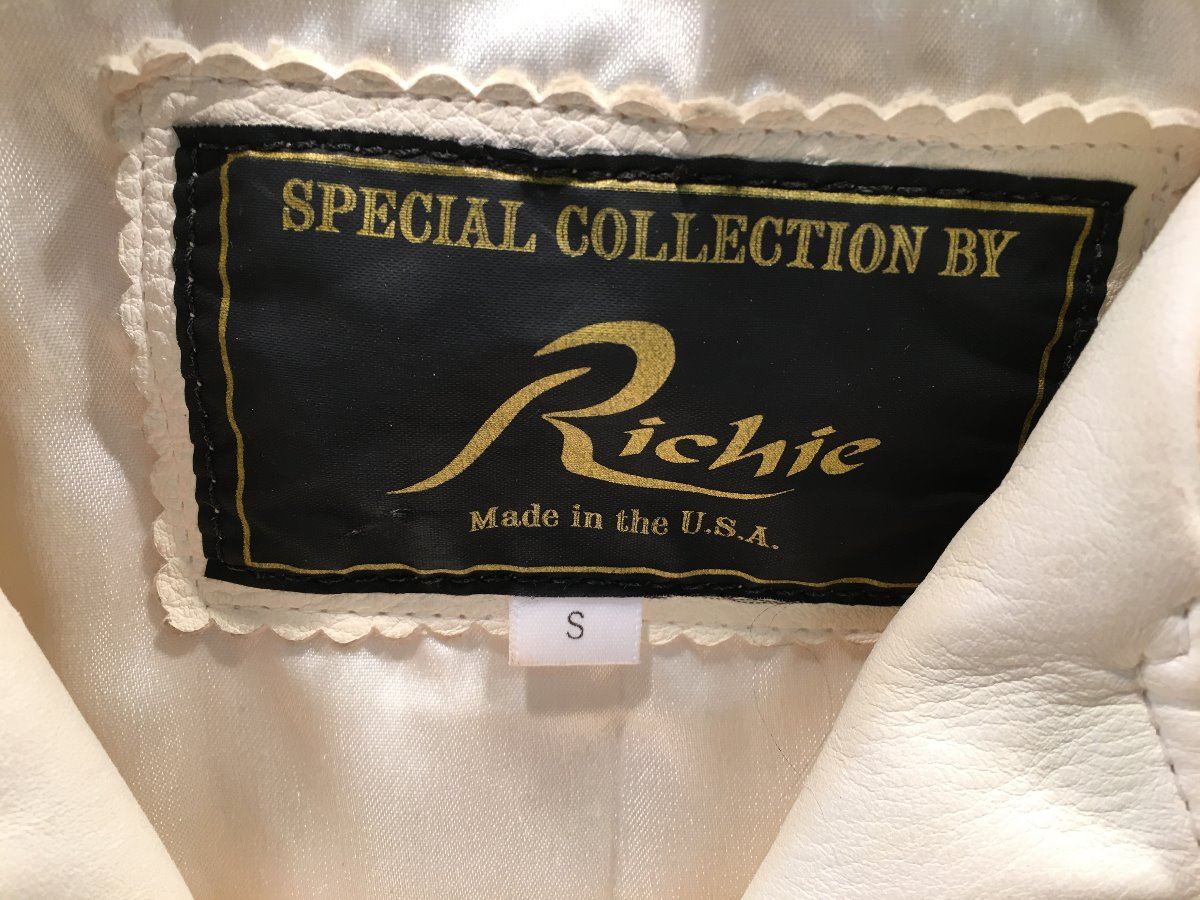 SPECIAL COLLECTION BY
Richie
Made in the U.S.A.
S